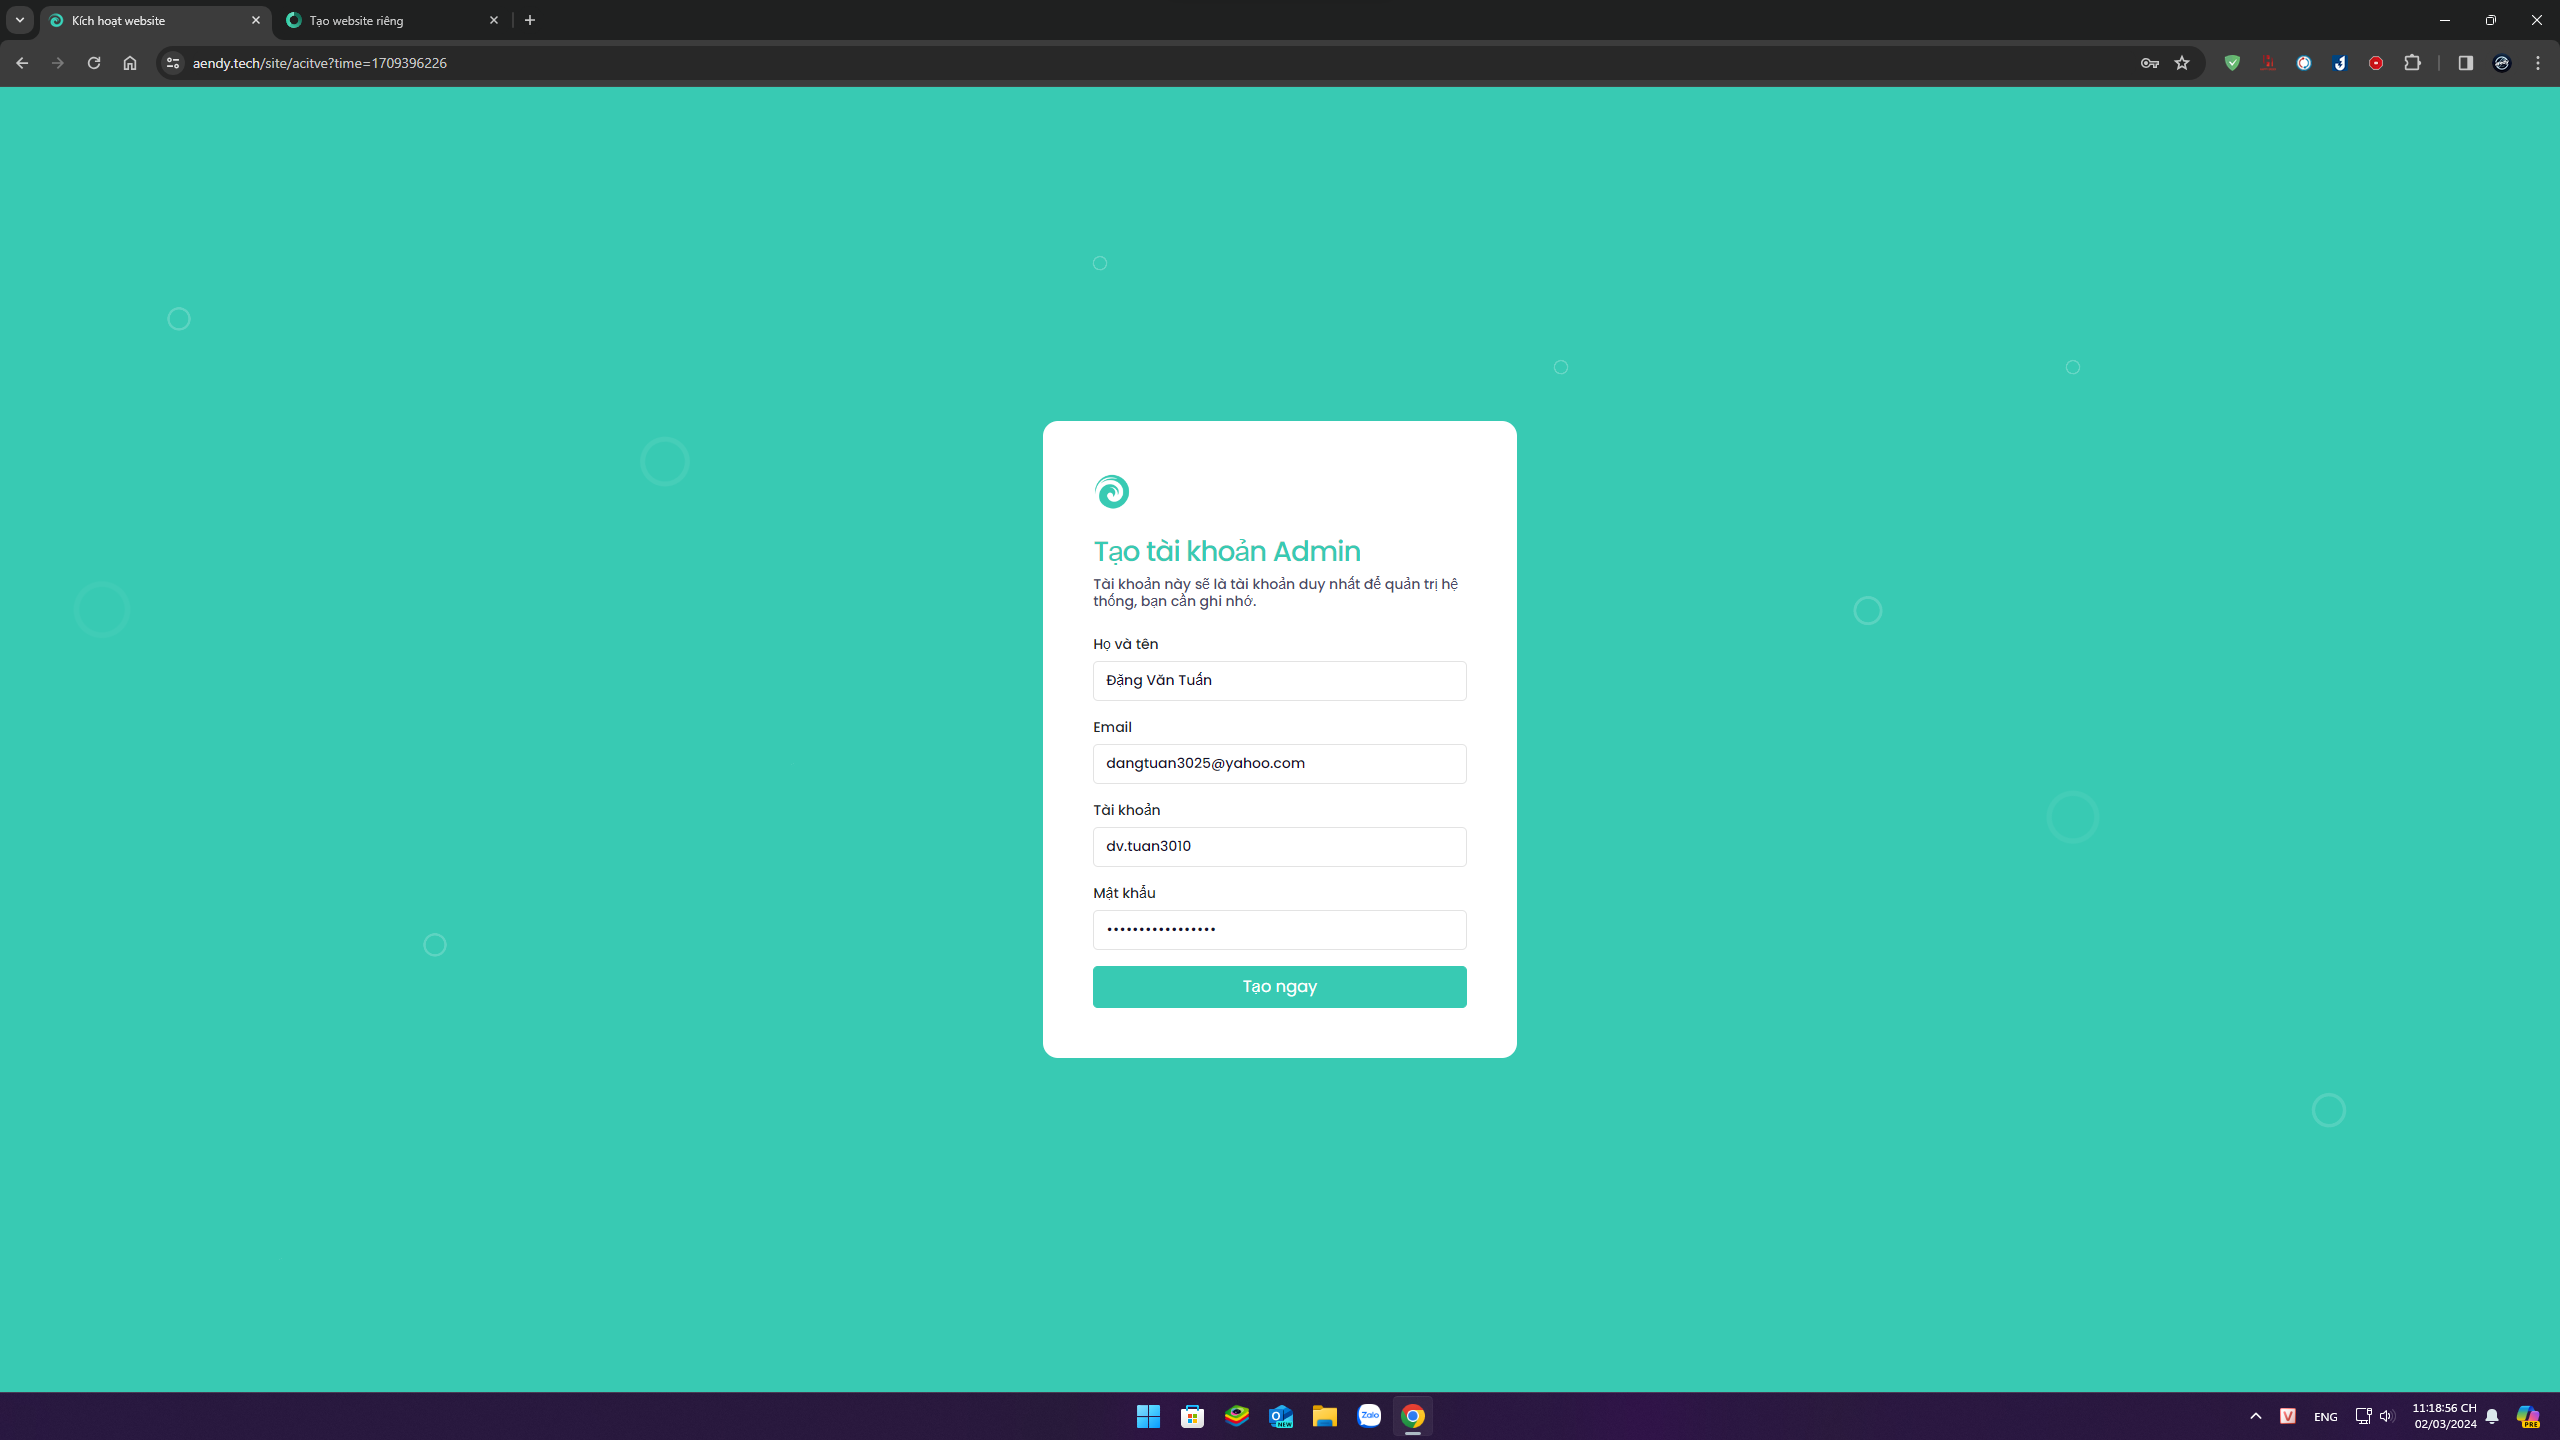 Kích hoạt website
Tạo website riêng
aendy.tech/site/acitve?time=1709396226
Tạo tài khoản Admin
Tài khoản này sẽ là tài khoản duy nhất để quản trị hệ
thống, bạn cần ghi nhớ.
Họ và tên
Đặng Văn Tuấn
Email
dangtuan3025@yahoo.com
Tài khoản
dv.tuan3010
Mật khẩu
•••••••••••••••••
Tạo ngay
NEW
Zalo
V
ENG
11:18:56 CH
02/03/2024
PRE